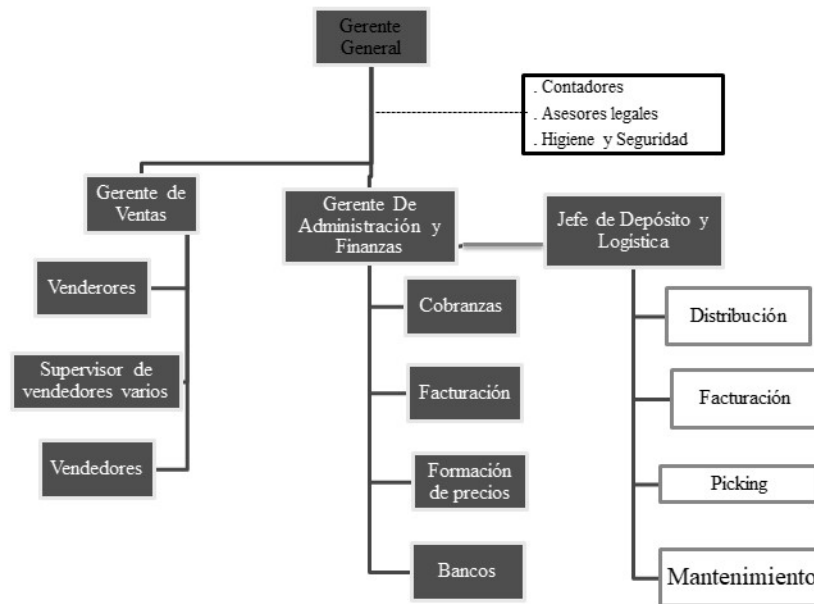 Gerente
General
. Contadores
. Asesores legales
. Higiene y Seguridad
Gerente de
Ventas
Gerente De
Administración y
Finanzas
Jefe de Depósito y
Logística
Venderores
Supervisor de
vendedores varios
Vendedores
Cobranzas
Facturación
Formación
de precios
Bancos
Distribución
Facturación
Picking
Mantenimiento